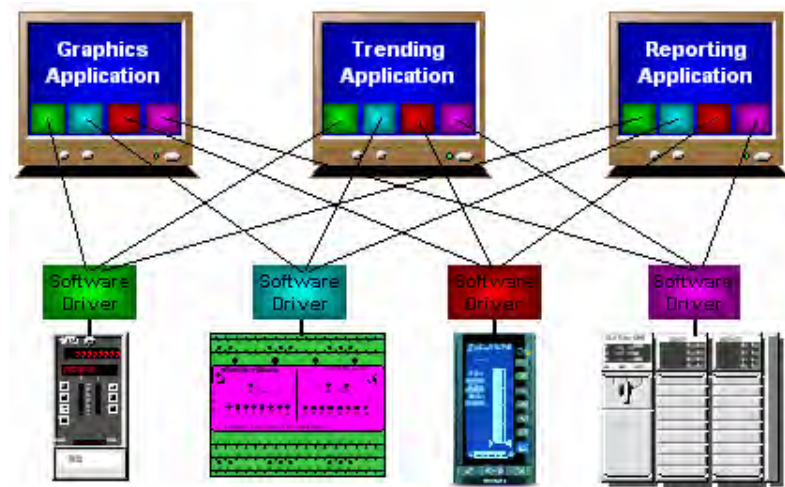 Graphics
Application
Trending
Application
Reporting
Application
Software
Driver
Software
Driver
Software
Driver
Software
Driver